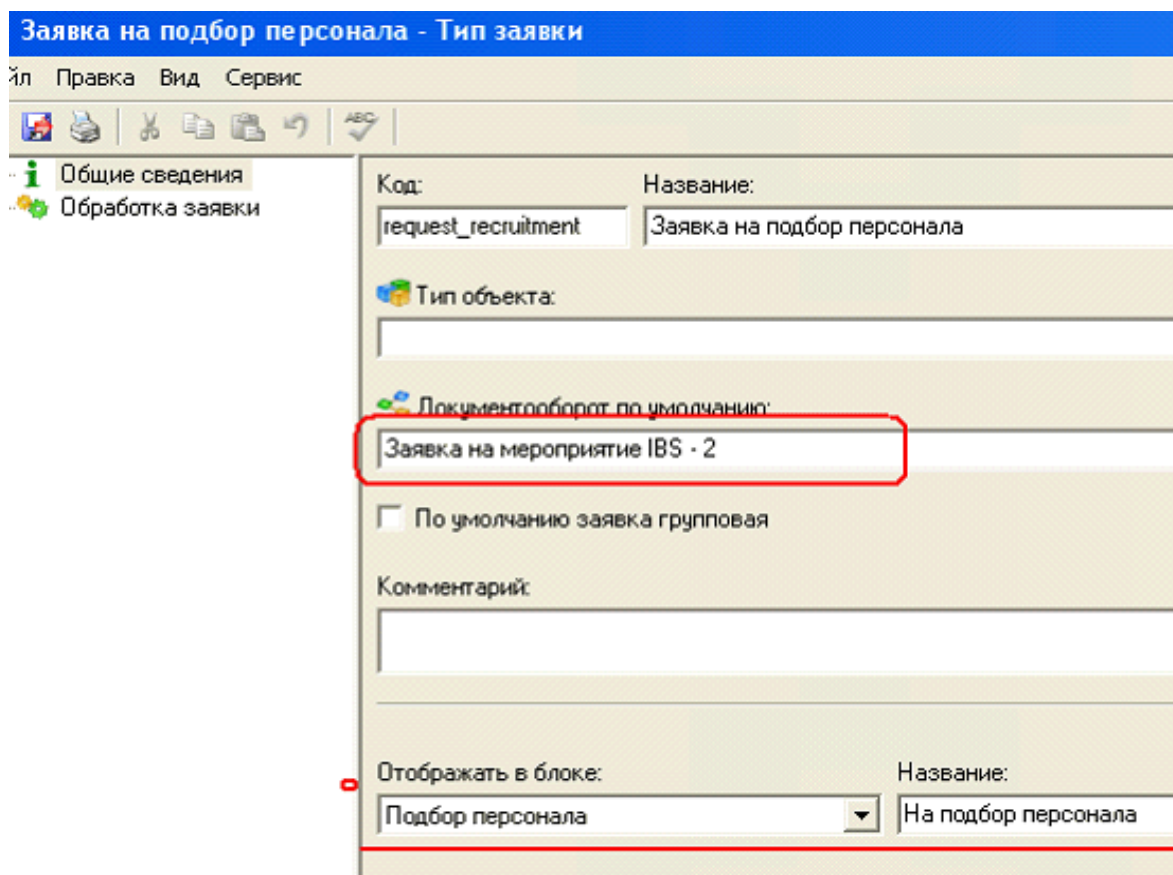 Заявка на подбор персонала - Тип заявки
йл Правка Вид Сервис
ABC
Общие сведения
Обработка заявки
Код: Название:
request_recruitment Заявка на подбор персонала
Тип объекта:
Документооборот по умолчанию:
Заявка на мероприятие IBS - 2
По умолчанию заявка групповая
Комментарий:
Отображать в блоке: Название:
Подбор персонала На подбор персонала